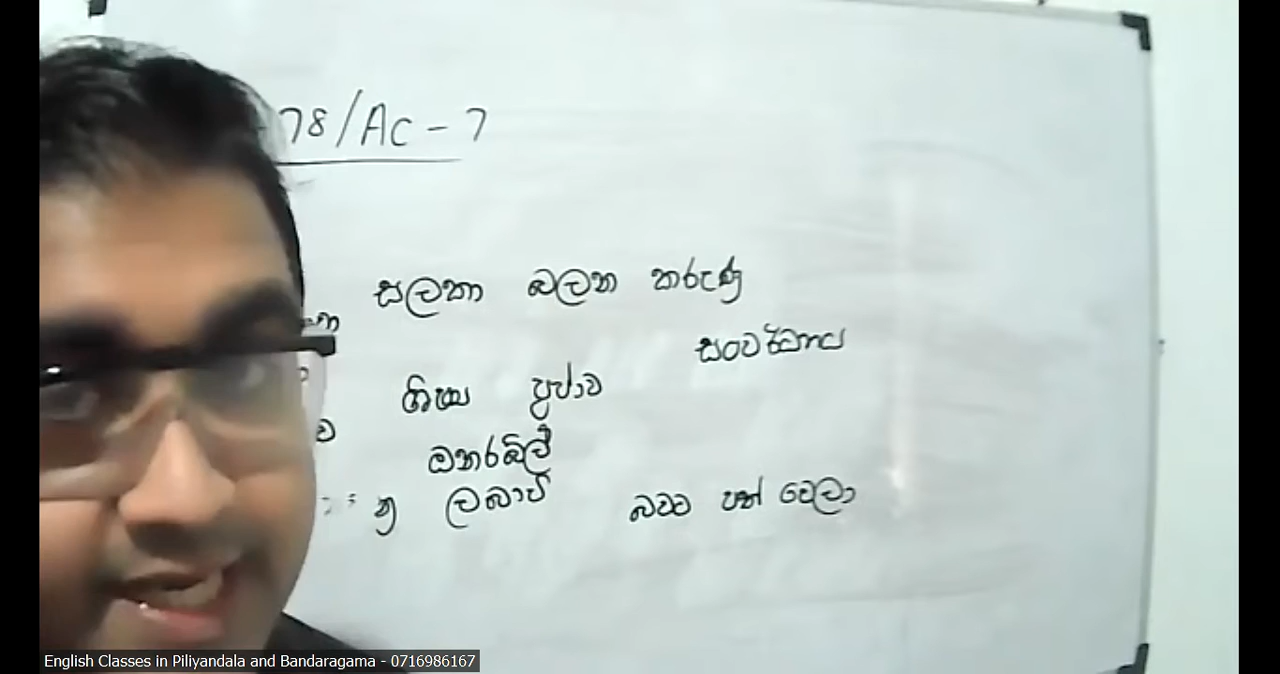 78/Ac - 7
සලකා බලන කරුණු
සංවර්ධනය
ශිෂ්‍ය ප්‍රජාව
ඔනරබල්
ලබාට බවට පත් වෙලා
English Classes in Piliyandala and Bandaragama - 0716986167